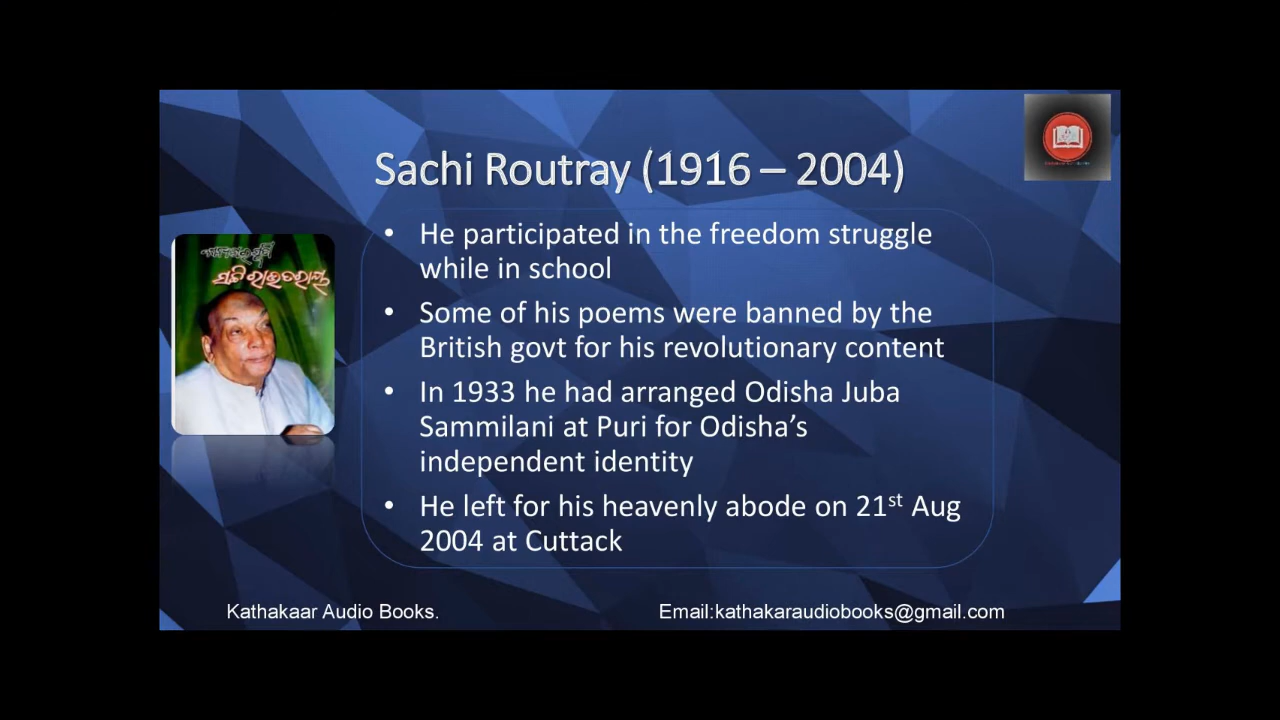 Sachi Routray (1916 – 2004)
ସଚି ରାଉତରାୟ
• He participated in the freedom struggle
while in school
• Some of his poems were banned by the
British govt for his revolutionary content
• In 1933 he had arranged Odisha Juba
Sammilani at Puri for Odisha’s
independent identity
• He left for his heavenly abode on 21st Aug
2004 at Cuttack
Kathakaar Audio Books.
Email:kathakaraudiobooks@gmail.com